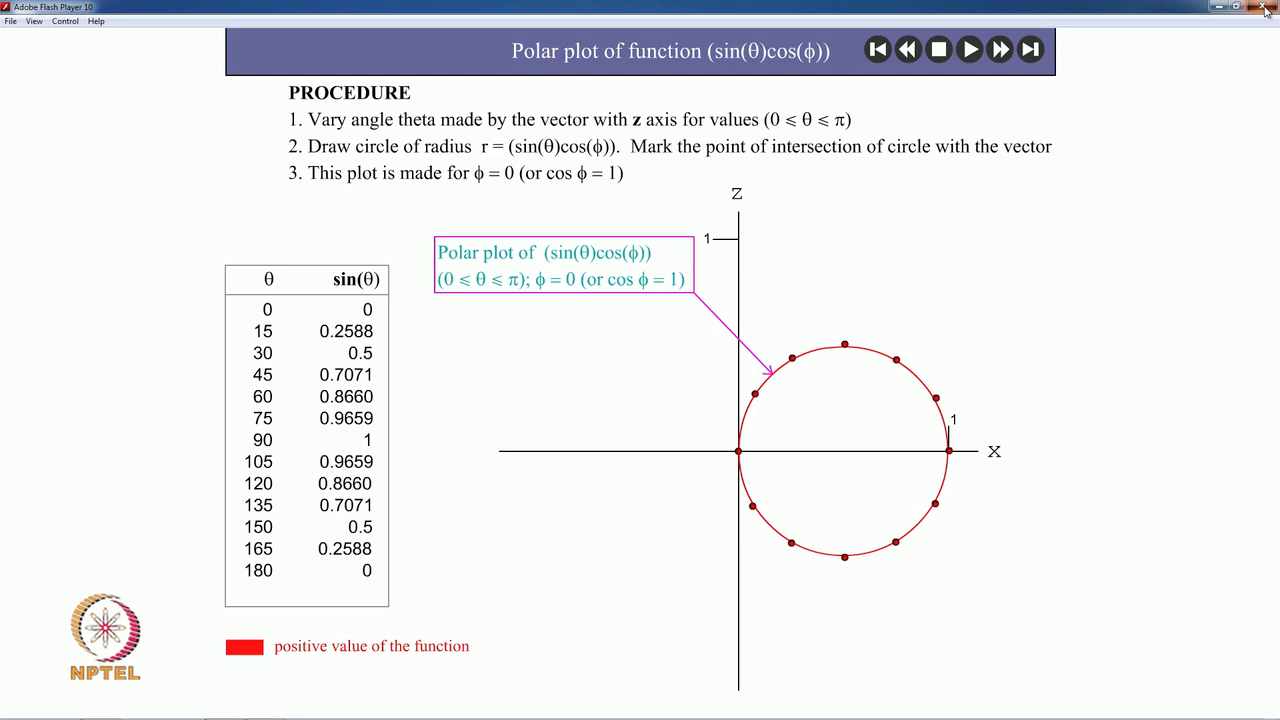 Adobe Flash Player 10
File View Control Help
Polar plot of function (sin(θ)cos(ϕ))
PROCEDURE
1. Vary angle theta made by the vector with z axis for values (0 ⩽ θ ⩽ π)
2. Draw circle of radius r = (sin(θ)cos(ϕ)). Mark the point of intersection of circle with the vector
3. This plot is made for ϕ = 0 (or cos ϕ = 1)
Z
1
Polar plot of (sin(θ)cos(ϕ))
(0 ⩽ θ ⩽ π); ϕ = 0 (or cos ϕ = 1)
θ sin(θ)
0 0
15 0.2588
30 0.5
45 0.7071
60 0.8660
75 0.9659
90 1
105 0.9659
120 0.8660
135 0.7071
150 0.5
165 0.2588
180 0
1
X
positive value of the function
NPTEL